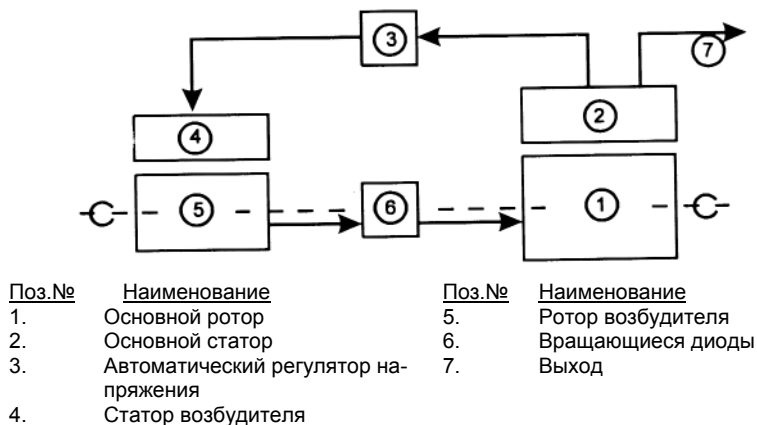 3
7
4
2
5
6
1
Поз.№ Наименование
1. Основной ротор
2. Основной статор
3. Автоматический регулятор на-
пряжения
4. Статор возбудителя
Поз.№ Наименование
5. Ротор возбудителя
6. Вращающиеся диоды
7. Выход